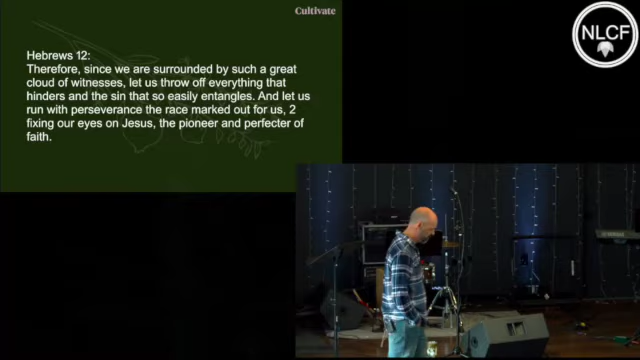 Cultivate
NLCF
Hebrews 12:
Therefore, since we are surrounded by such a great
cloud of witnesses, let us throw off everything that
hinders and the sin that so easily entangles. And let us
run with perseverance the race marked out for us, 2
fixing our eyes on Jesus, the pioneer and perfecter of
faith.